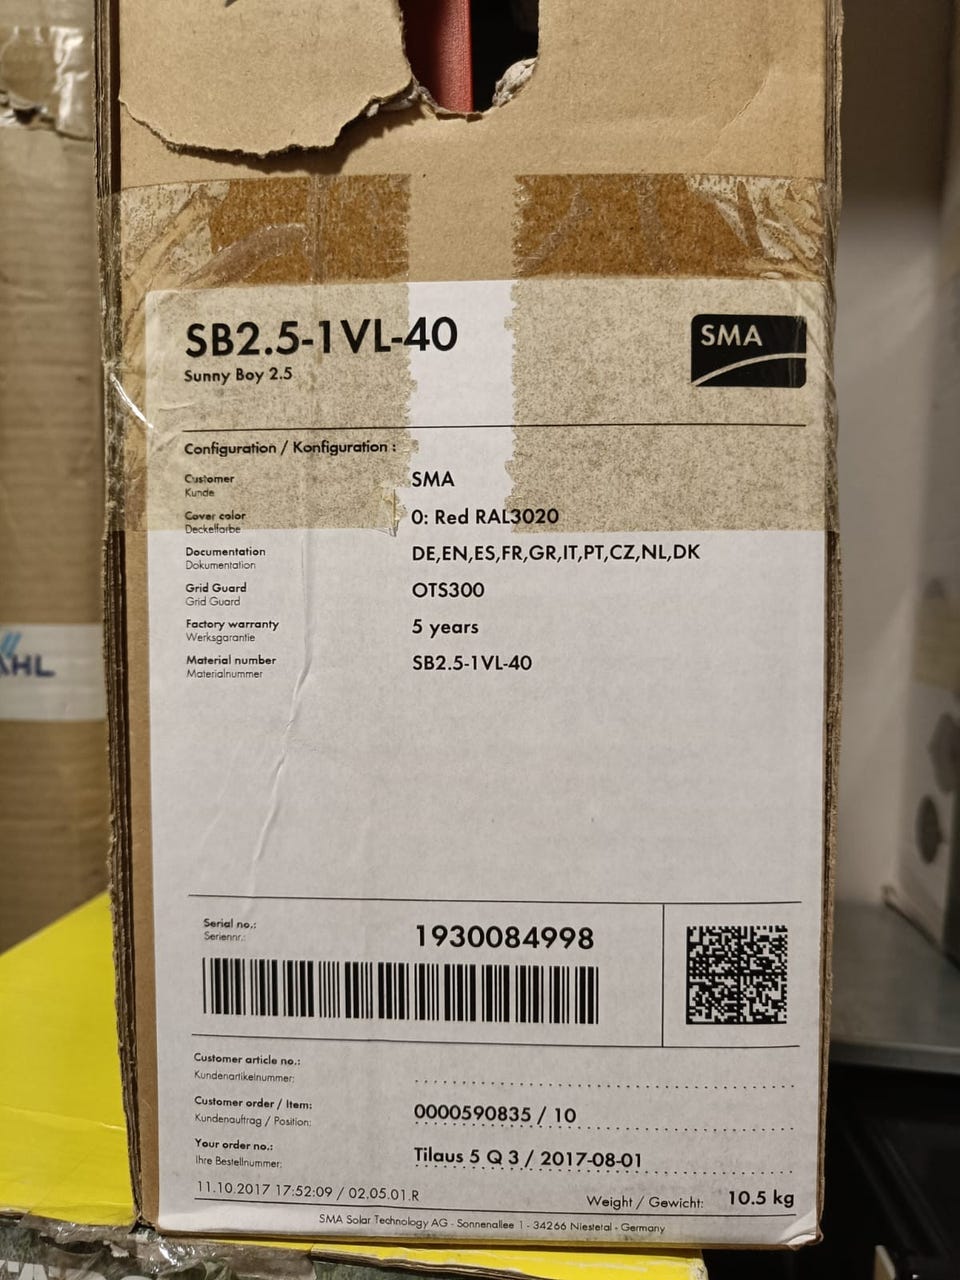 SB2.5-1VL-40
Sunny Boy 2.5
SMA
Configuration / Konfiguration :
Customer SMA
Kunde
Cover color 0: Red RAL3020
Deckelfarbe
Documentation DE,EN,ES,FR,GR,IT,PT,CZ,NL,DK
Dokumentation
Grid Guard OTS300
Grid Guard
Factory warranty 5 years
Werksgarantie
Material number SB2.5-1VL-40
Materialnummer
Serial no.: 1930084998
Seriennr.:
Customer article no.:
Kundenartikelnummer:
Customer order / Item: 0000590835 / 10
Kundenauftrag / Position:
Your order no.: Tilaus 5 Q 3 / 2017-08-01
Ihre Bestellnummer:
11.10.2017 17:52:09 / 02.05.01.R
Weight / Gewicht: 10.5 kg
SMA Solar Technology AG - Sonnenallee 1 - 34266 Niestetal - Germany